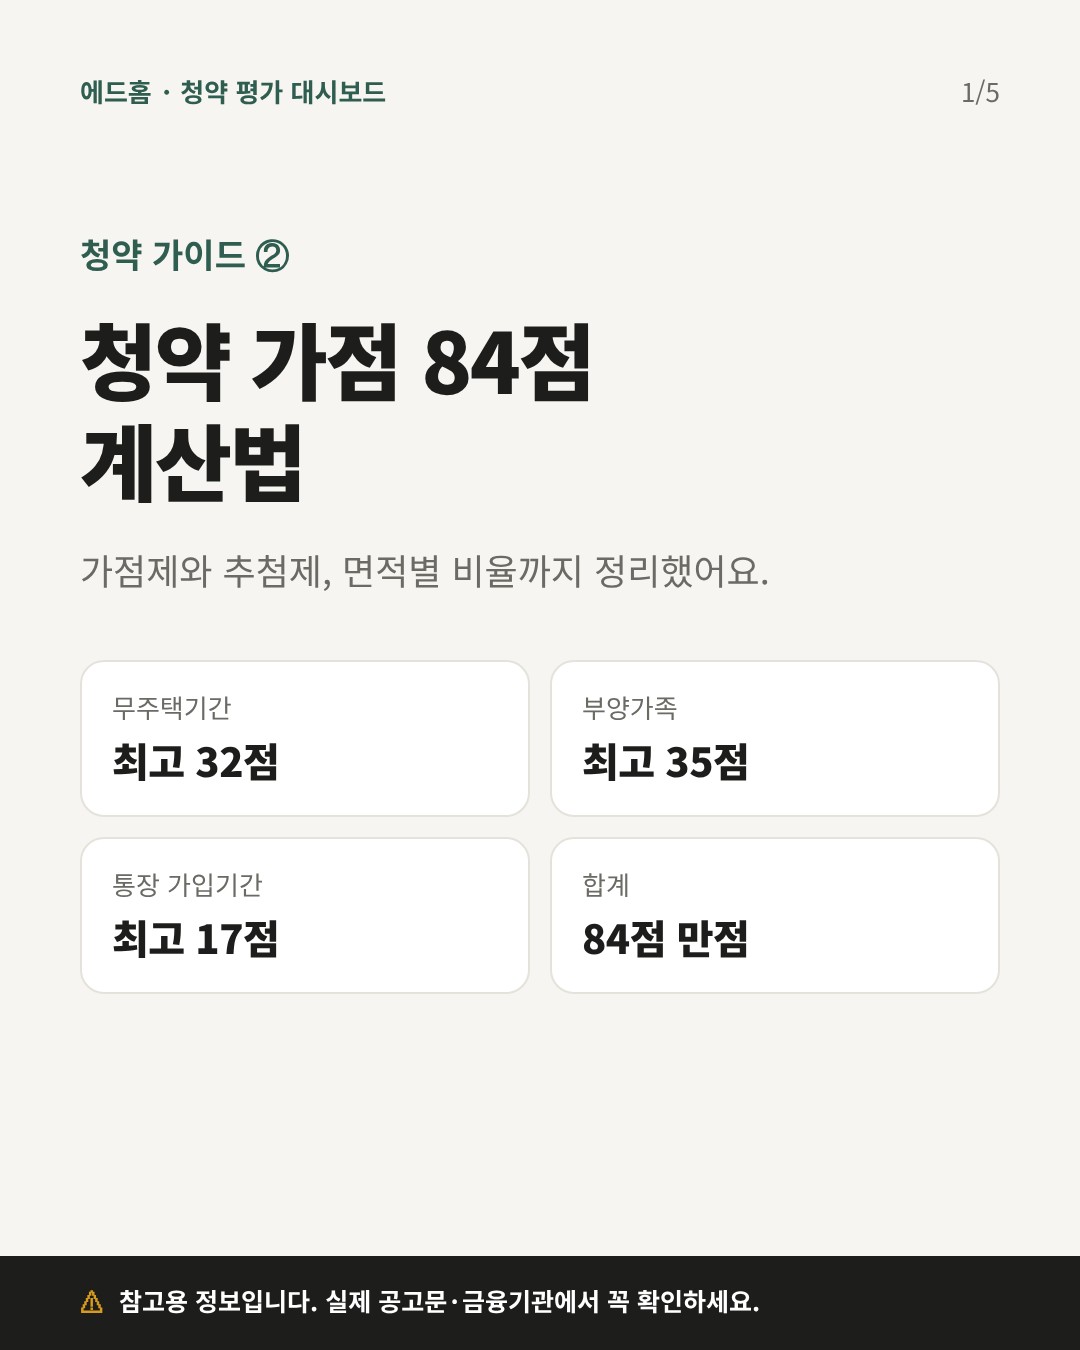 에드홈 · 청약 평가 대시보드
1/5
청약 가이드 ②
청약 가점 84점
계산법
가점제와 추첨제, 면적별 비율까지 정리했어요.
무주택기간
최고 32점
부양가족
최고 35점
통장 가입기간
최고 17점
합계
84점 만점
⚠ 참고용 정보입니다. 실제 공고문·금융기관에서 꼭 확인하세요.